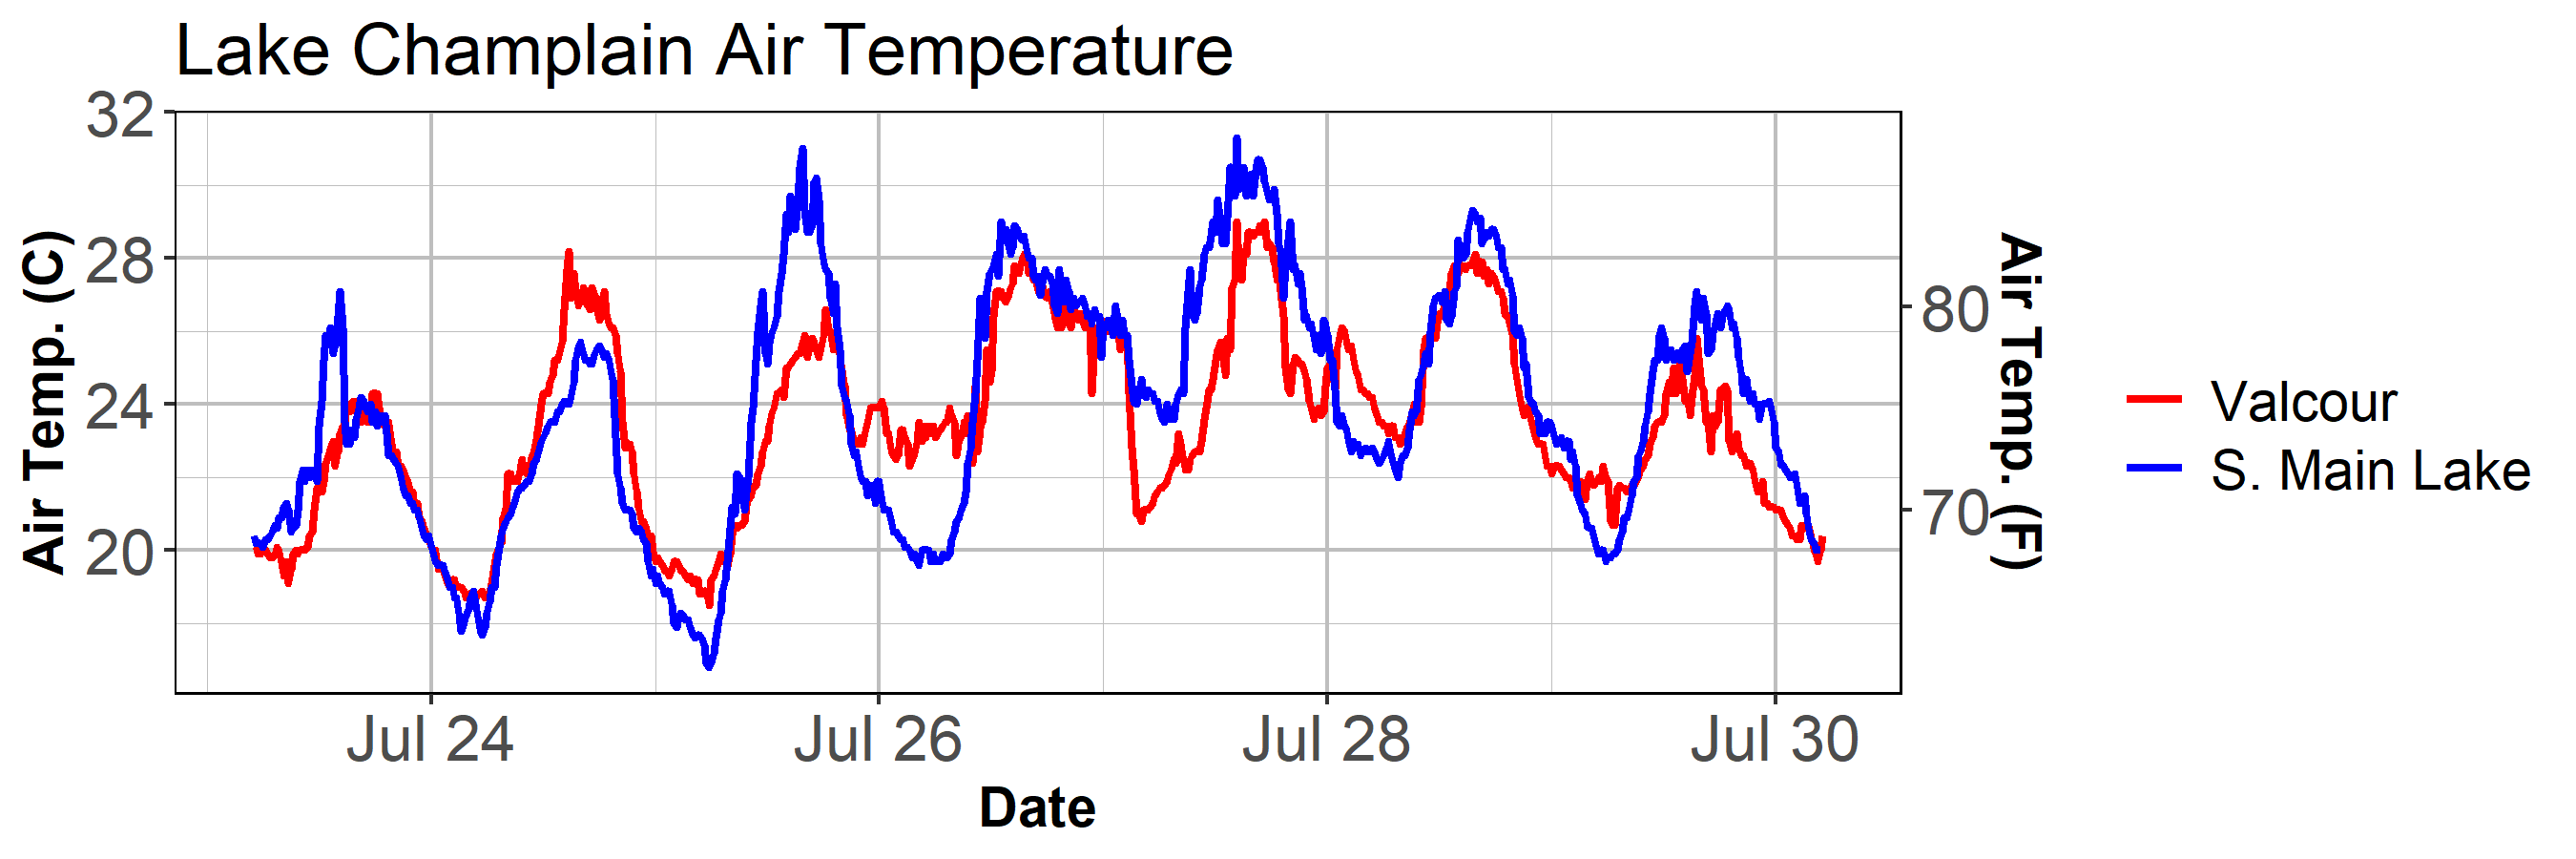 Lake Champlain Air Temperature
32
28
24
20
Air Temp. (C)
80
70
Air Temp. (F)
Jul 24
Jul 26
Jul 28
Jul 30
Date
Valcour
S. Main Lake